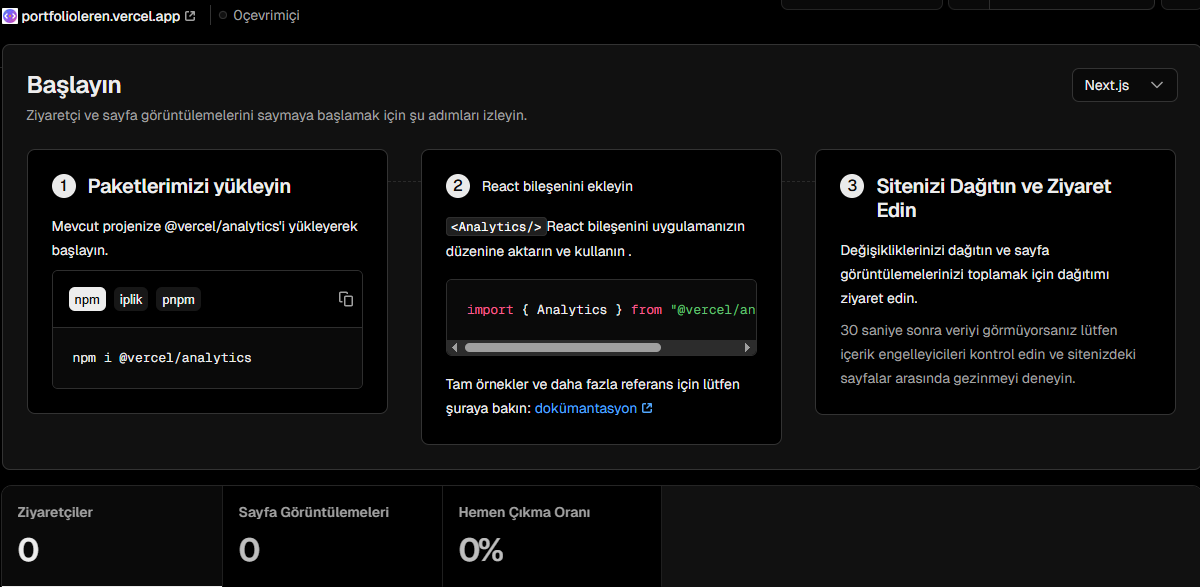 portfolioleren.vercel.app
0çevrimiçi
Başlayın
Next.js
Ziyaretçi ve sayfa görüntülemelerini saymaya başlamak için şu adımları izleyin.
1 Paketlerimizi yükleyin
Mevcut projenize @vercel/analytics'i yükleyerek
başlayın.
npm iplik pnpm
npm i @vercel/analytics
2 React bileşenini ekleyin
<Analytics/> React bileşenini uygulamanızın
düzenine aktarın ve kullanın .
import { Analytics } from "@vercel/an
Tam örnekler ve daha fazla referans için lütfen
şuraya bakın: dokümantasyon
3 Sitenizi Dağıtın ve Ziyaret
Edin
Değişikliklerinizi dağıtın ve sayfa
görüntülemelerinizi toplamak için dağıtımı
ziyaret edin.
30 saniye sonra veriyi görmüyorsanız lütfen
içerik engelleyicileri kontrol edin ve sitenizdeki
sayfalar arasında gezinmeyi deneyin.
Ziyaretçiler
0
Sayfa Görüntülemeleri
0
Hemen Çıkma Oranı
0%